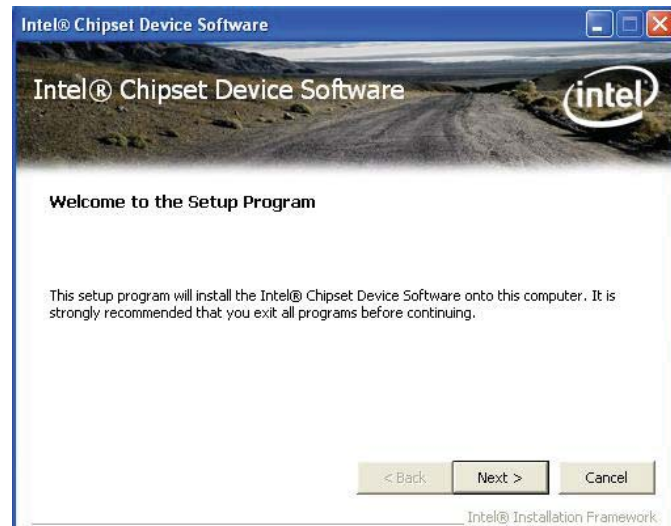 Intel® Chipset Device Software
Intel® Chipset Device Software
intel
Welcome to the Setup Program
This setup program will install the Intel® Chipset Device Software onto this computer. It is
strongly recommended that you exit all programs before continuing.
< Back
Next >
Cancel
Intel® Installation Framework